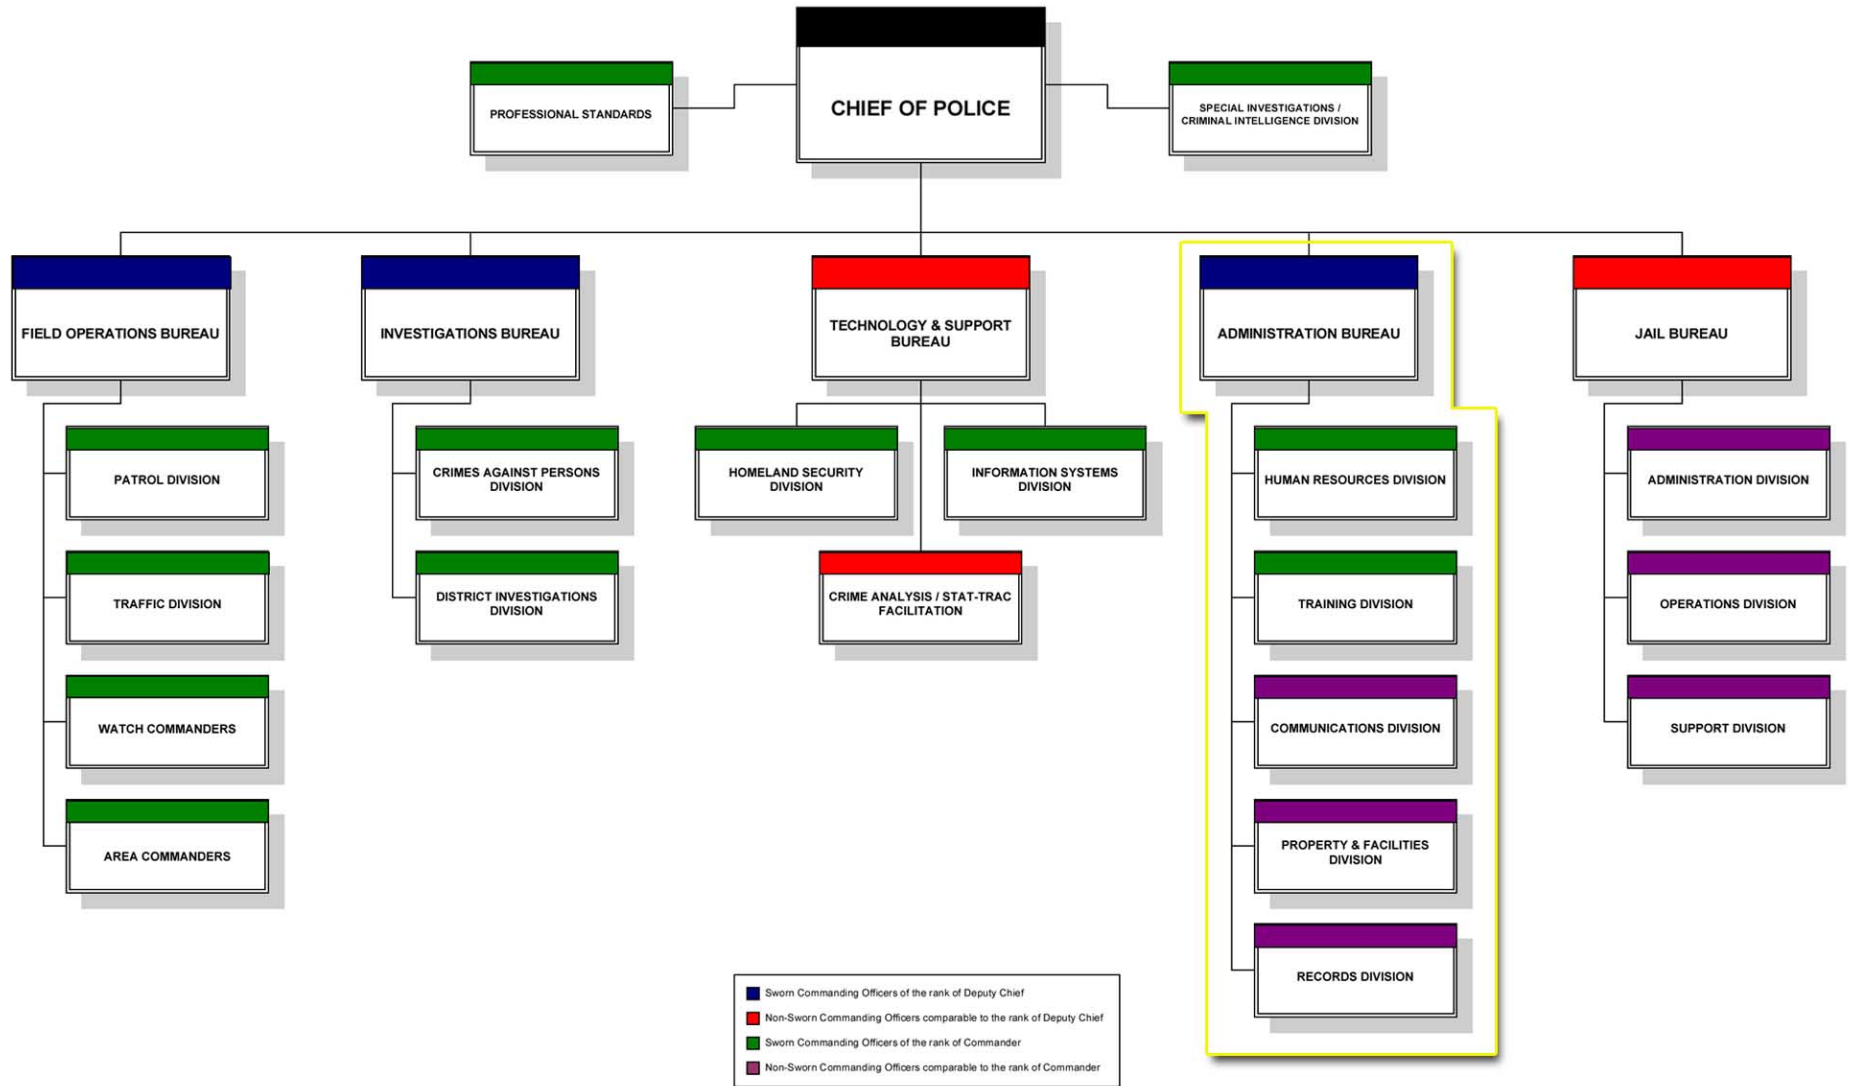 CHIEF OF POLICE
PROFESSIONAL STANDARDS
SPECIAL INVESTIGATIONS /
CRIMINAL INTELLIGENCE DIVISION
FIELD OPERATIONS BUREAU
INVESTIGATIONS BUREAU
TECHNOLOGY & SUPPORT
BUREAU
ADMINISTRATION BUREAU
JAIL BUREAU
PATROL DIVISION
TRAFFIC DIVISION
WATCH COMMANDERS
AREA COMMANDERS
CRIMES AGAINST PERSONS
DIVISION
DISTRICT INVESTIGATIONS
DIVISION
HOMELAND SECURITY
DIVISION
INFORMATION SYSTEMS
DIVISION
CRIME ANALYSIS / STAT-TRAC
FACILITATION
HUMAN RESOURCES DIVISION
TRAINING DIVISION
COMMUNICATIONS DIVISION
PROPERTY & FACILITIES
DIVISION
RECORDS DIVISION
ADMINISTRATION DIVISION
OPERATIONS DIVISION
SUPPORT DIVISION
Sworn Commanding Officers of the rank of Deputy Chief
Non-Sworn Commanding Officers comparable to the rank of Deputy Chief
Sworn Commanding Officers of the rank of Commander
Non-Sworn Commanding Officers comparable to the rank of Commander